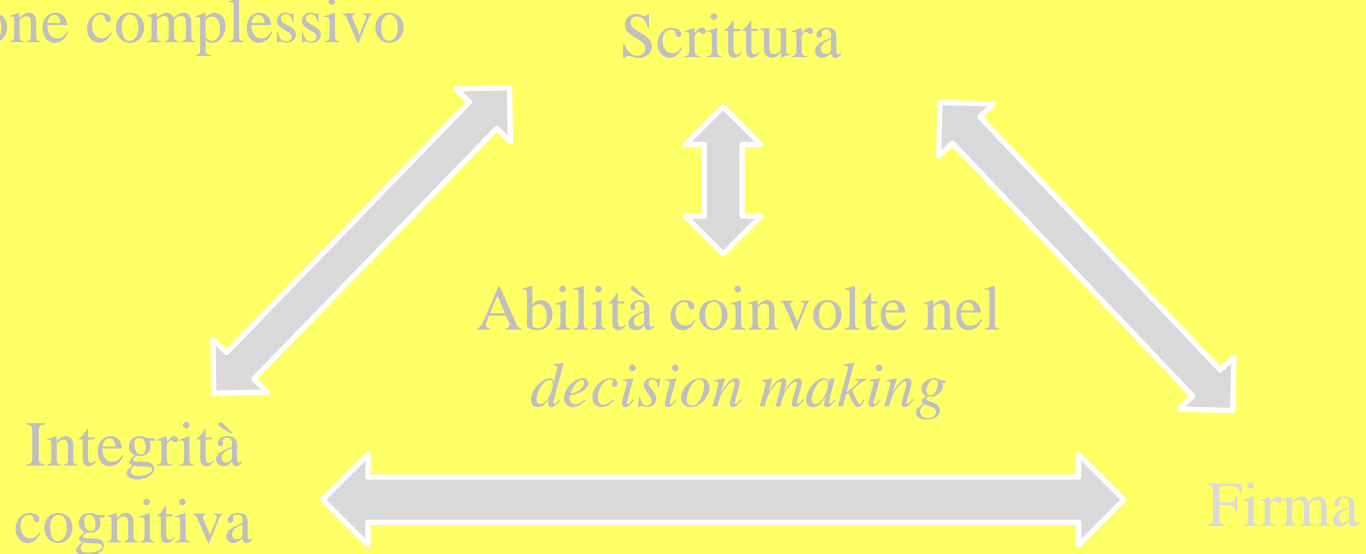 one complessivo
Scrittura
Abilità coinvolte nel
decision making
Integrità
cognitiva
Firma